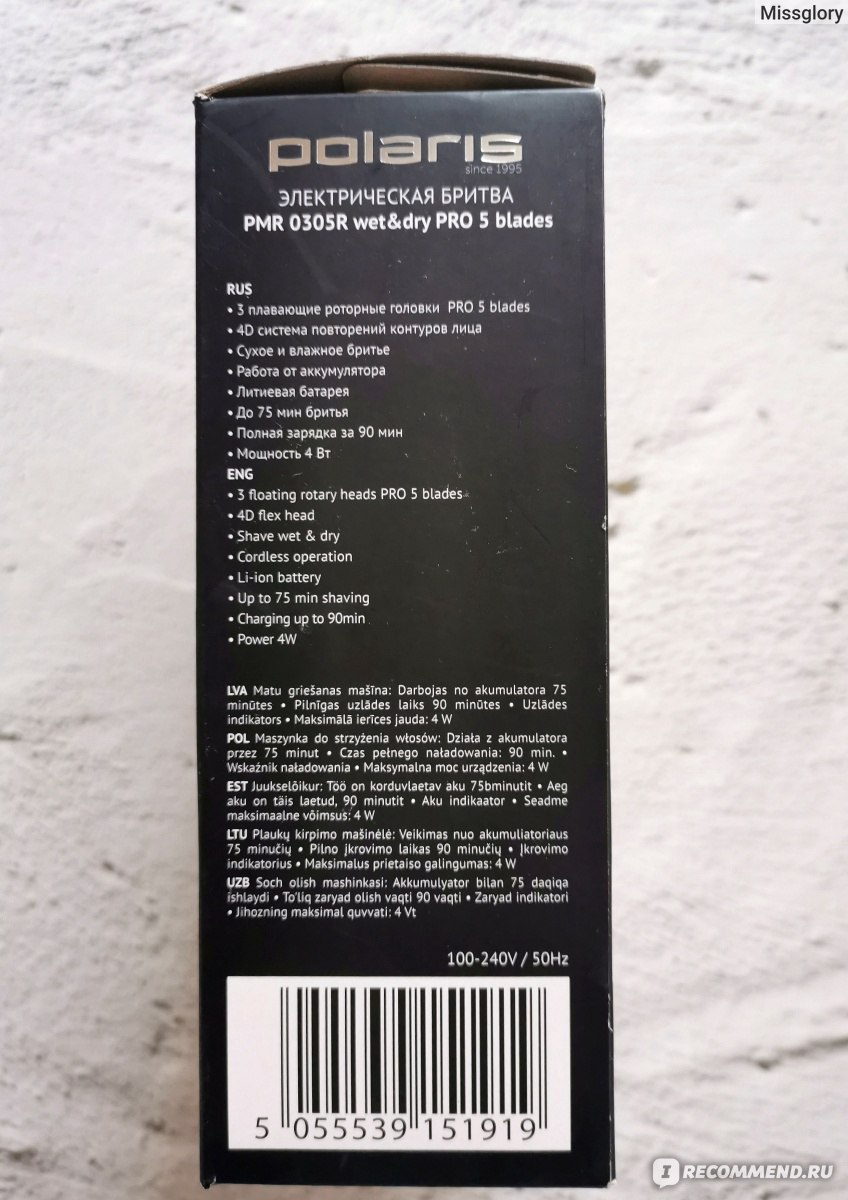 Missglory
polaris
since 1995
ЭЛЕКТРИЧЕСКАЯ БРИТВА
PMR 0305R wet&dry PRO 5 blades
RUS
• 3 плавающие роторные головки PRO 5 blades
• 4D система повторений контуров лица
• Сухое и влажное бритье
• Работа от аккумулятора
• Литиевая батарея
• До 75 мин бритья
• Полная зарядка за 90 мин
• Мощность 4 Вт
ENG
• 3 floating rotary heads PRO 5 blades
• 4D flex head
• Shave wet & dry
• Cordless operation
• Li-ion battery
• Up to 75 min shaving
• Charging up to 90min
• Power 4W
LVA Matu griešanas mašīna: Darbojas no akumulatora 75
minūtes • Pilnīgas uzlādes laiks 90 minūtes • Uzlādes
indikators • Maksimālā ierīces jauda: 4 W
POL Maszynka do strzyżenia włosów: Działa z akumulatora
przez 75 minut • Czas pełnego naładowania: 90 min. •
Wskaźnik naładowania • Maksymalna moc urządzenia: 4 W
EST Juukselõikur: Töö on korduvlaetav aku 75bminutit • Aeg
aku on täis laetud, 90 minutit • Aku indikaator • Seadme
maksimaalne võimsus: 4 W
LTU Plaukų kirpimo mašinėlė: Veikimas nuo akumuliatoriaus
75 minučių • Pilno įkrovimo laikas 90 minučių • Įkrovimo
indikatorius • Maksimalus prietaiso galingumas: 4 W
UZB Soch olish mashinkasi: Akkumulyator bilan 75 daqiqa
ishlaydi • To'liq zaryad olish vaqti 90 vaqti • Zaryad indikatori
• Jihozning maksimal quvvati: 4 Vt
100-240V / 50Hz
5 055539 151919
IRECOMMEND.RU